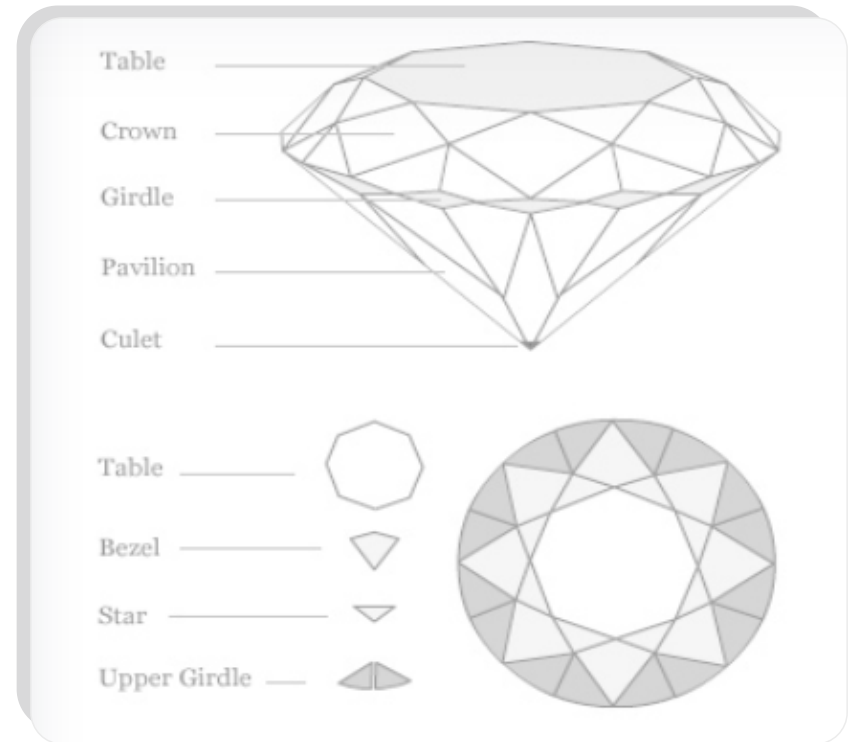 Table
Crown
Girdle
Pavilion
Culet
Table
Bezel
Star
Upper Girdle